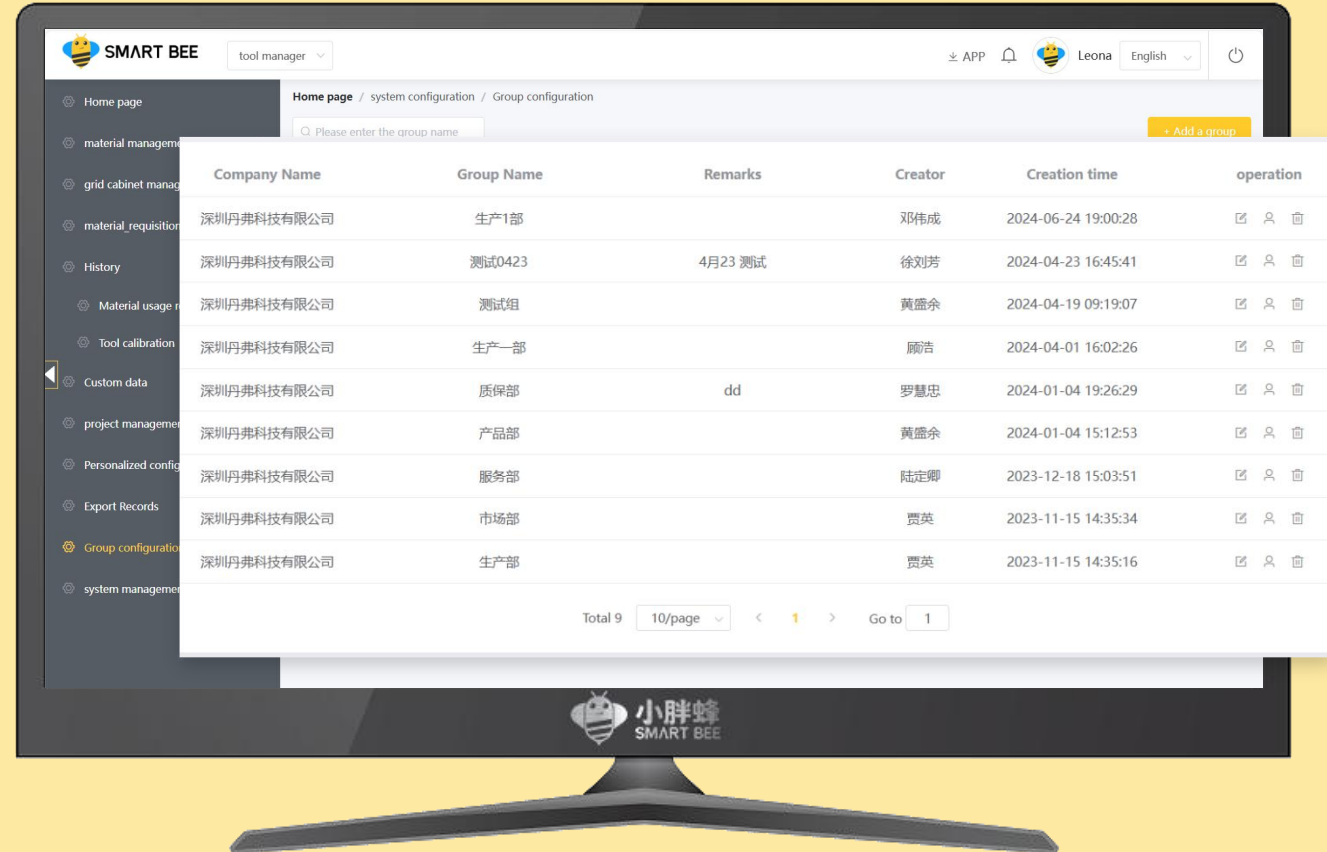 SMART BEE
tool manager
APP
Leona
English
Home page / system configuration / Group configuration
Please enter the group name
+ Add a group
Home page
material manageme
grid cabinet manag
material_requisition
History
Material usage r
Tool calibration
Custom data
project managemen
Personalized config
Export Records
Group configuration
system managemen
Company Name Group Name Remarks Creator Creation time operation
深圳丹弗科技有限公司 生产1部 邓伟成 2024-06-24 19:00:28
深圳丹弗科技有限公司 测试0423 4月23 测试 徐刘芳 2024-04-23 16:45:41
深圳丹弗科技有限公司 测试组 黄盛余 2024-04-19 09:19:07
深圳丹弗科技有限公司 生产一部 顾浩 2024-04-01 16:02:26
深圳丹弗科技有限公司 质保部 dd 罗慧忠 2024-01-04 19:26:29
深圳丹弗科技有限公司 产品部 黄盛余 2024-01-04 15:12:53
深圳丹弗科技有限公司 服务部 陆定卿 2023-12-18 15:03:51
深圳丹弗科技有限公司 市场部 贾英 2023-11-15 14:35:34
深圳丹弗科技有限公司 生产部 贾英 2023-11-15 14:35:16
Total 9 10/page < 1 > Go to 1
小胖蜂
SMART BEE